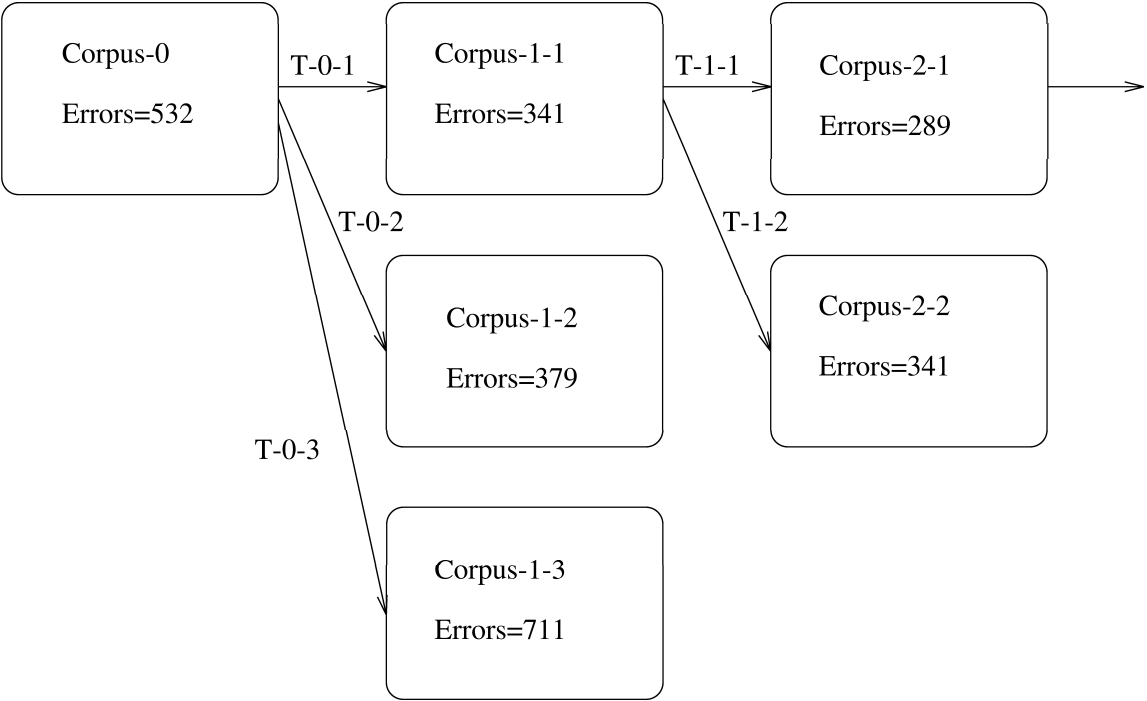 Corpus-0
Errors=532
T-0-1
Corpus-1-1
Errors=341
T-1-1
Corpus-2-1
Errors=289
T-0-2
Corpus-1-2
Errors=379
T-1-2
Corpus-2-2
Errors=341
T-0-3
Corpus-1-3
Errors=711